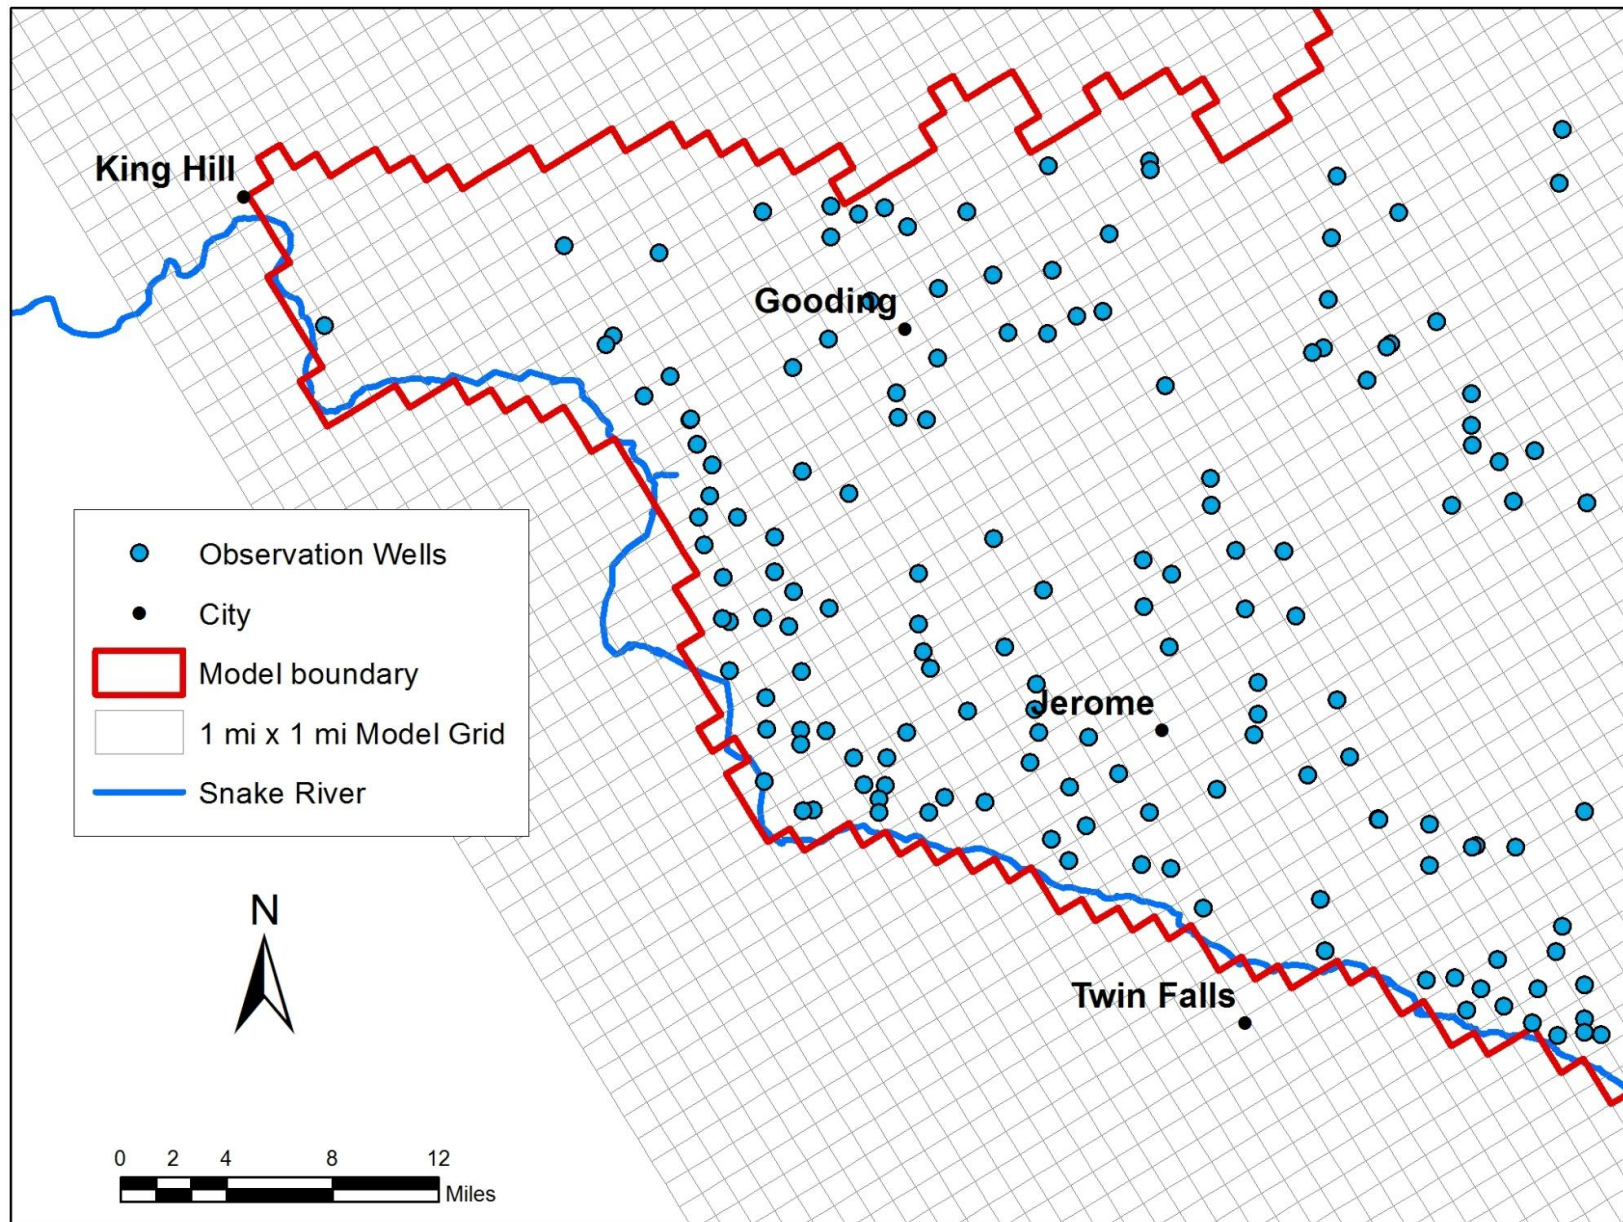 King Hill
Gooding
Observation Wells
City
Model boundary
1 mi x 1 mi Model Grid
Snake River
Jerome
N
Twin Falls
0 2 4 8 12
Miles